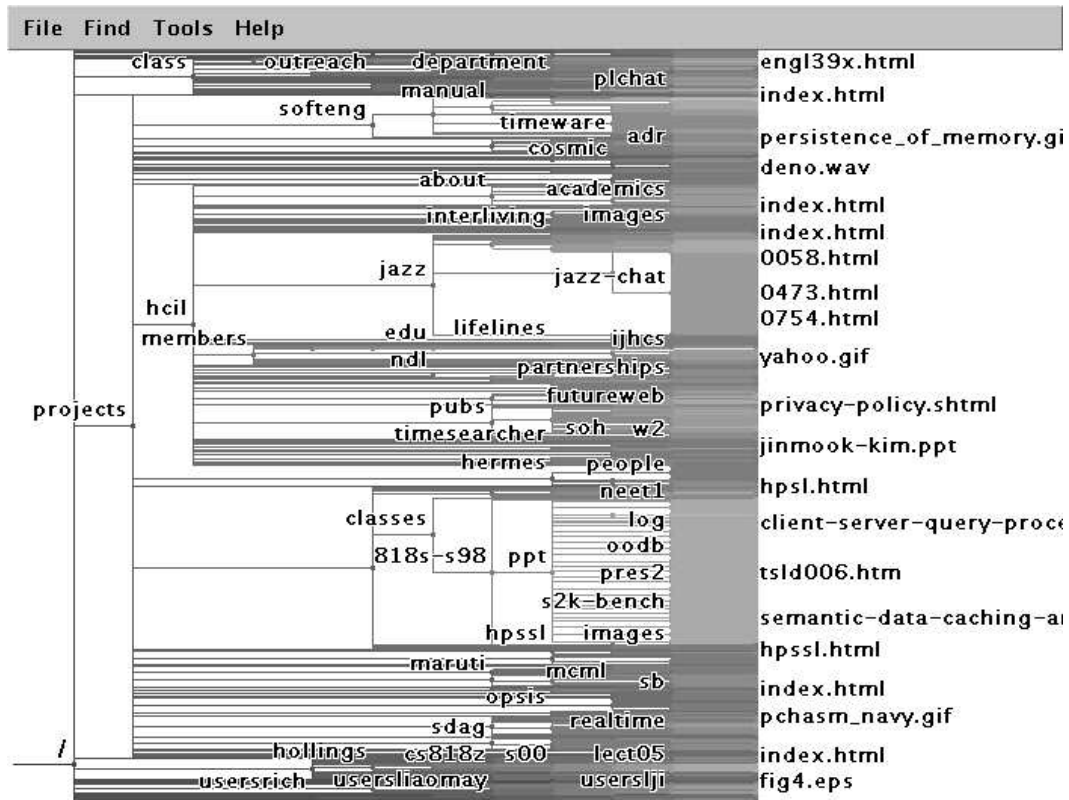 File Find Tools Help
class outreach department engl39x.html
plchat
manual index.html
softeng
timeware
adr persistence_of_memory.gi
cosmic
deno.wav
about academics
index.html
interliving images
index.html
0058.html
jazz jazz-chat
0473.html
hcil
0754.html
edu lifelines
members ijhcs
yahoo.gif
ndl partnerships
futureweb
projects pubs privacy-policy.shtml
timesearcher soh w2
jinmook-kim.ppt
hermes people
neet1 hpsl.html
classes log client-server-query-proce
oodb
818s-s98 ppt
pres2 tsld006.htm
s2k-bench
semantic-data-caching-a
hpssl images
hpssl.html
maruti mcml
sb
index.html
opsis
realtime pchasm_navy.gif
sdag
/ hollings cs818z s00 lect05 index.html
usersrich usersliaomay userslji fig4.eps